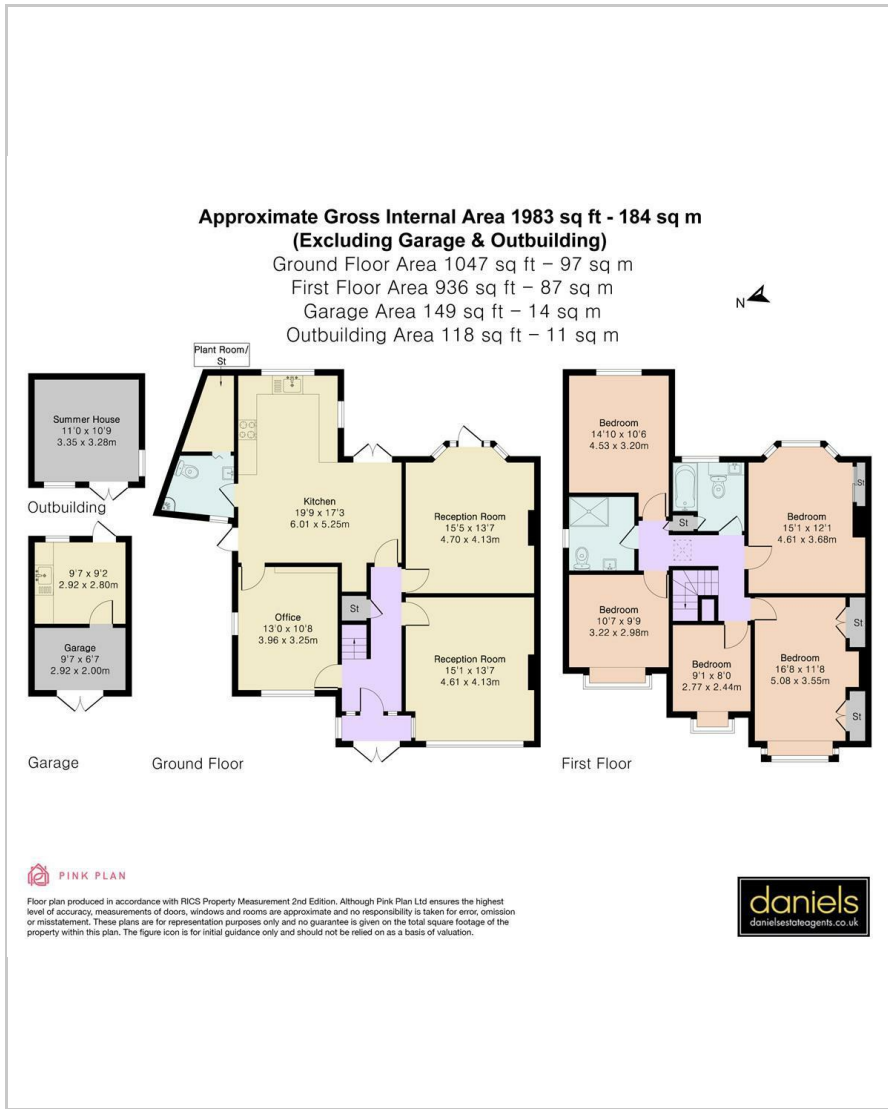 Approximate Gross Internal Area 1983 sq ft - 184 sq m
(Excluding Garage & Outbuilding)
Ground Floor Area 1047 sq ft – 97 sq m
First Floor Area 936 sq ft – 87 sq m
Garage Area 149 sq ft – 14 sq m
Outbuilding Area 118 sq ft – 11 sq m
N
Plant Room/
St
Summer House
11'0 x 10'9
3.35 x 3.28m
Outbuilding
9'7 x 9'2
2.92 x 2.80m
Garage
9'7 x 6'7
2.92 x 2.00m
Garage
Kitchen
19'9 x 17'3
6.01 x 5.25m
Reception Room
15'5 x 13'7
4.70 x 4.13m
Office
13'0 x 10'8
3.96 x 3.25m
St
Reception Room
15'1 x 13'7
4.61 x 4.13m
Ground Floor
Bedroom
14'10 x 10'6
4.53 x 3.20m
St
Bedroom
15'1 x 12'1
4.61 x 3.68m
St
Bedroom
10'7 x 9'9
3.22 x 2.98m
Bedroom
9'1 x 8'0
2.77 x 2.44m
Bedroom
16'8 x 11'8
5.08 x 3.55m
St
St
First Floor
PINK PLAN
Floor plan produced in accordance with RICS Property Measurement 2nd Edition. Although Pink Plan Ltd ensures the highest
level of accuracy, measurements of doors, windows and rooms are approximate and no responsibility is taken for error, omission
or misstatement. These plans are for representation purposes only and no guarantee is given on the total square footage of the
property within this plan. The figure icon is for initial guidance only and should not be relied on as a basis of valuation.
daniels
danielsestateagents.co.uk